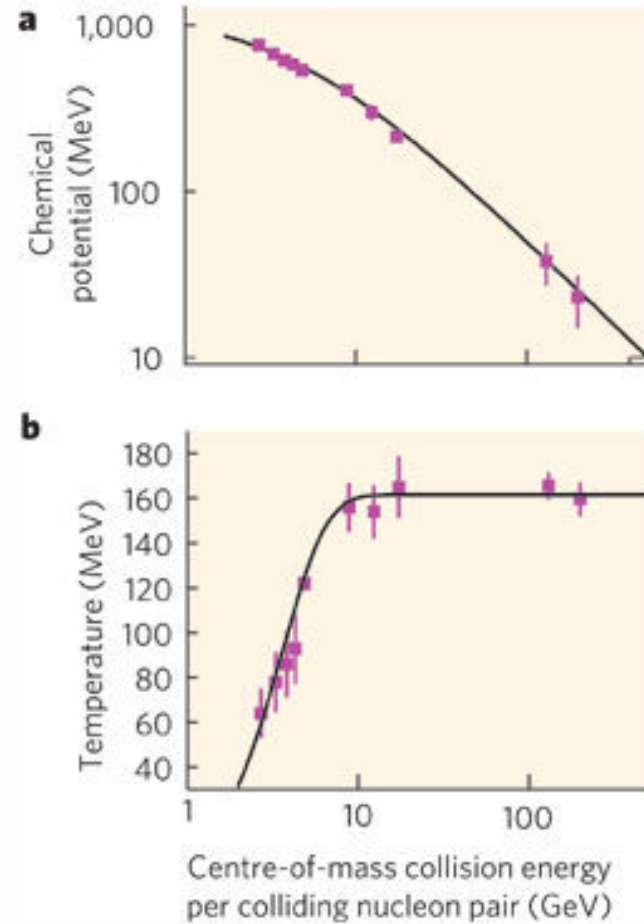 a
1,000
100
10
Chemical
potential (MeV)
b
180
160
140
120
100
80
60
40
Temperature (MeV)
1
10
100
Centre-of-mass collision energy
per colliding nucleon pair (GeV)